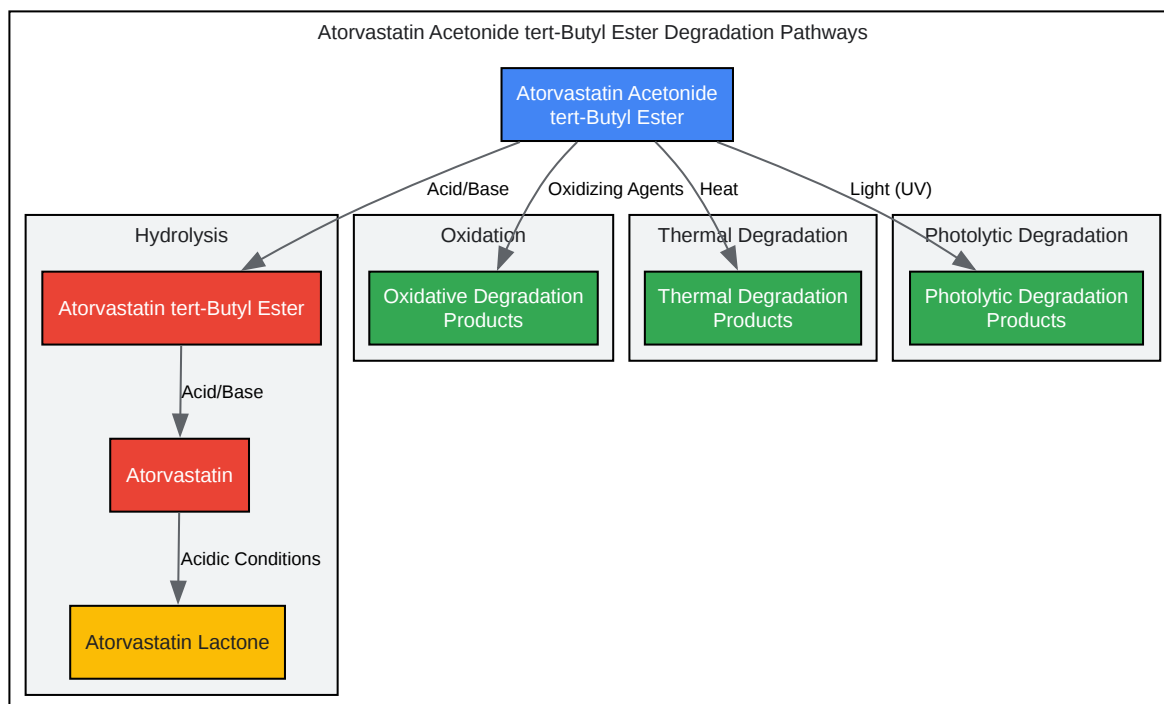 Atorvastatin Acetonide tert-Butyl Ester Degradation Pathways
Atorvastatin Acetonide
tert-Butyl Ester
Acid/Base
Oxidizing Agents
Heat
Light (UV)
Hydrolysis
Oxidation
Thermal Degradation
Photolytic Degradation
Atorvastatin tert-Butyl Ester
Oxidative Degradation
Products
Thermal Degradation
Products
Photolytic Degradation
Products
Acid/Base
Atorvastatin
Acidic Conditions
Atorvastatin Lactone